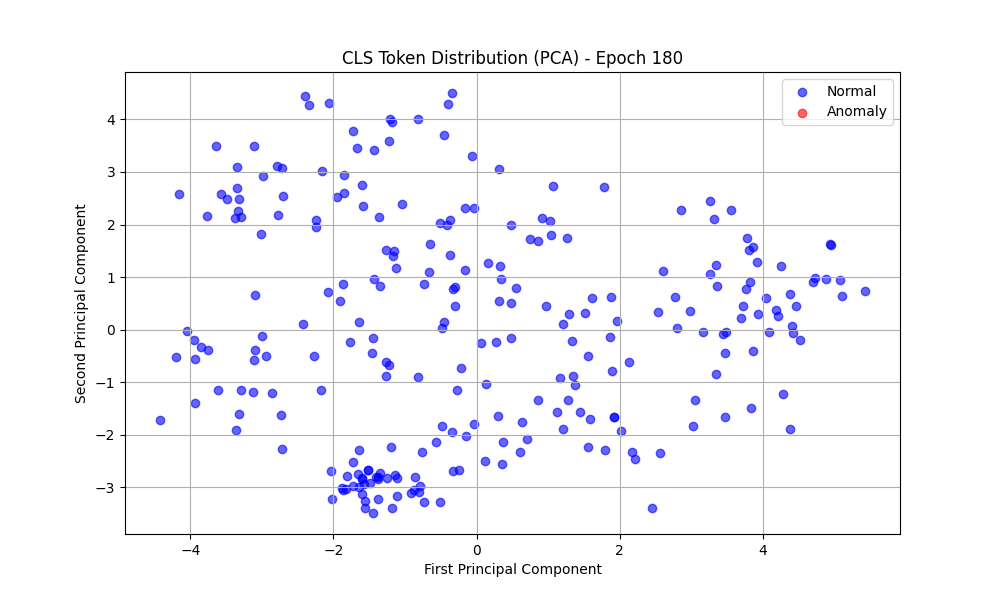 CLS Token Distribution (PCA) - Epoch 180
Normal
Anomaly
Second Principal Component
4
3
2
1
0
−1
−2
−3
−4
−2
0
2
4
First Principal Component